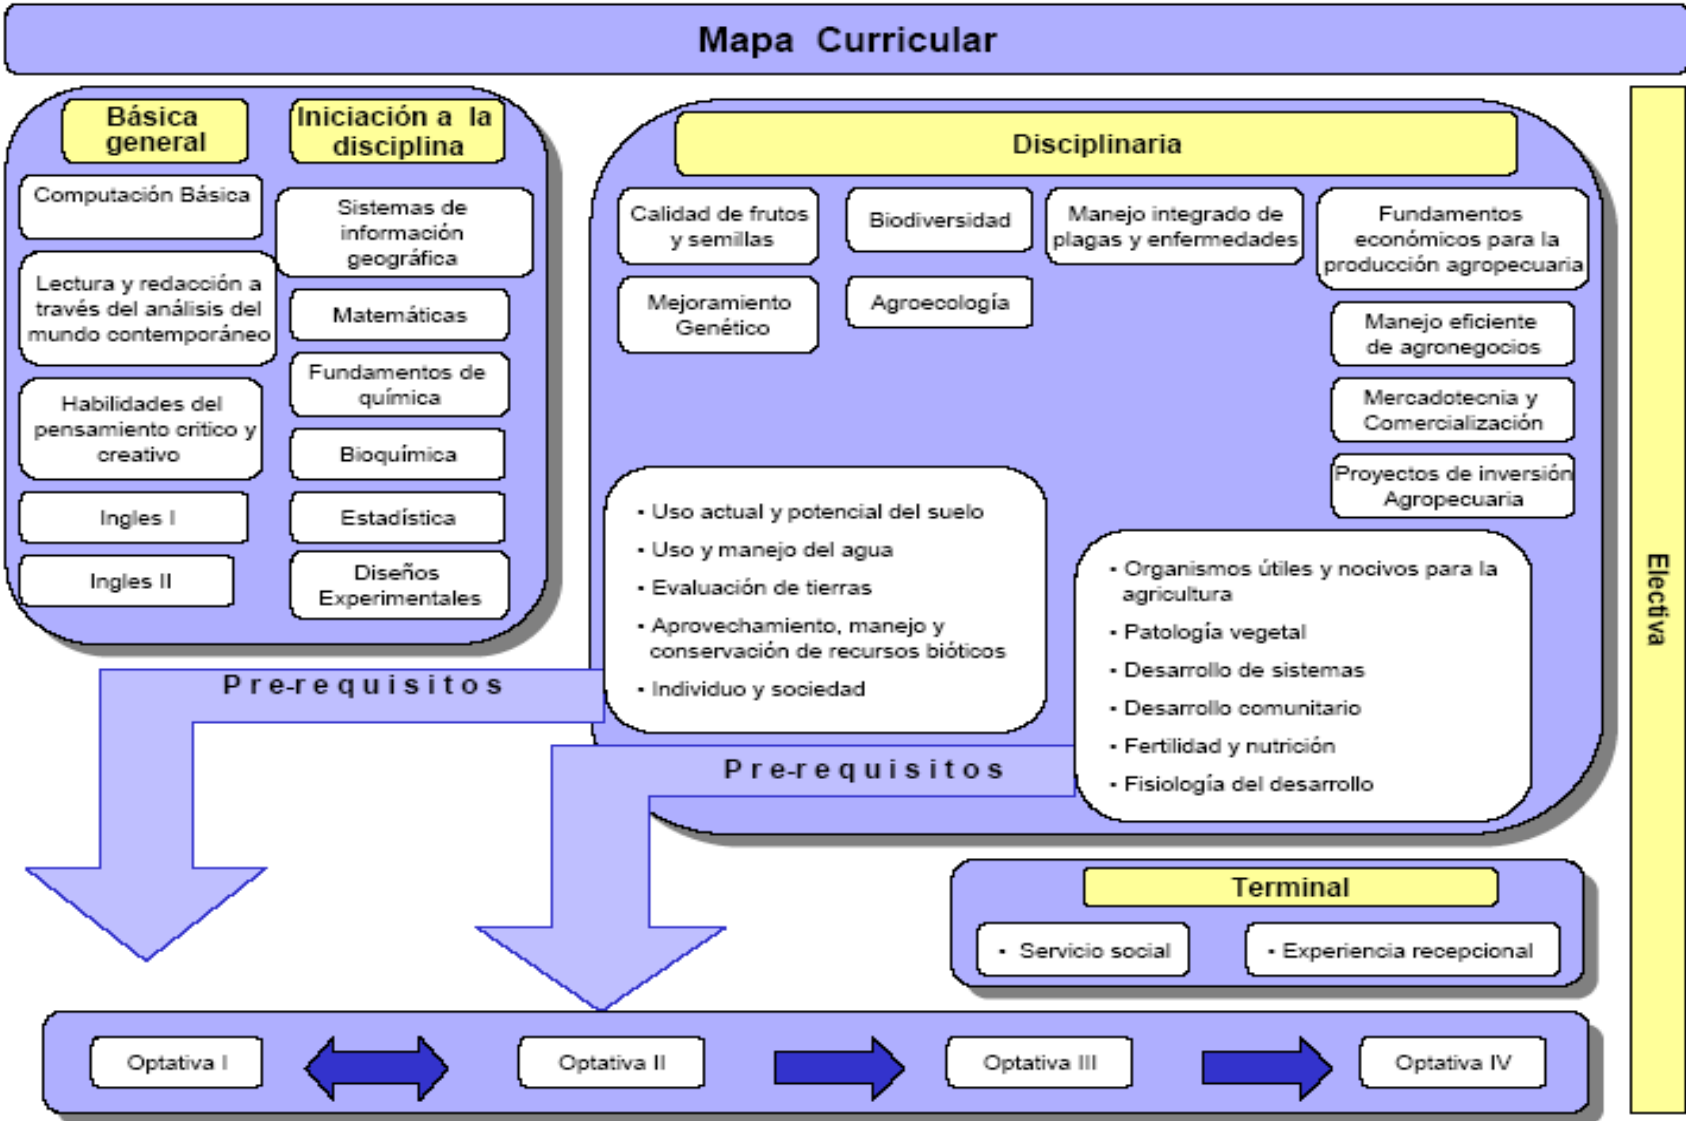 Mapa Curricular
Básica
general
Computación Básica
Lectura y redacción a
través del análisis del
mundo contemporáneo
Habilidades del
pensamiento critico y
creativo
Ingles I
Ingles II
Iniciación a la
disciplina
Sistemas de
información
geográfica
Matemáticas
Fundamentos de
química
Bioquímica
Estadística
Diseños
Experimentales
Disciplinaria
Calidad de frutos
y semillas
Mejoramiento
Genético
Biodiversidad
Agroecología
Manejo integrado de
plagas y enfermedades
Fundamentos
económicos para la
producción agropecuaria
Manejo eficiente
de agronegocios
Mercadotecnia y
Comercialización
Proyectos de inversión
Agropecuaria
• Uso actual y potencial del suelo
• Uso y manejo del agua
• Evaluación de tierras
• Aprovechamiento, manejo y
conservación de recursos bióticos
• Individuo y sociedad
• Organismos útiles y nocivos para la
agricultura
• Patología vegetal
• Desarrollo de sistemas
• Desarrollo comunitario
• Fertilidad y nutrición
• Fisiología del desarrollo
Pre-requisitos
Pre-requisitos
Terminal
• Servicio social
• Experiencia recepcional
Optativa I
Optativa II
Optativa III
Optativa IV
Electiva